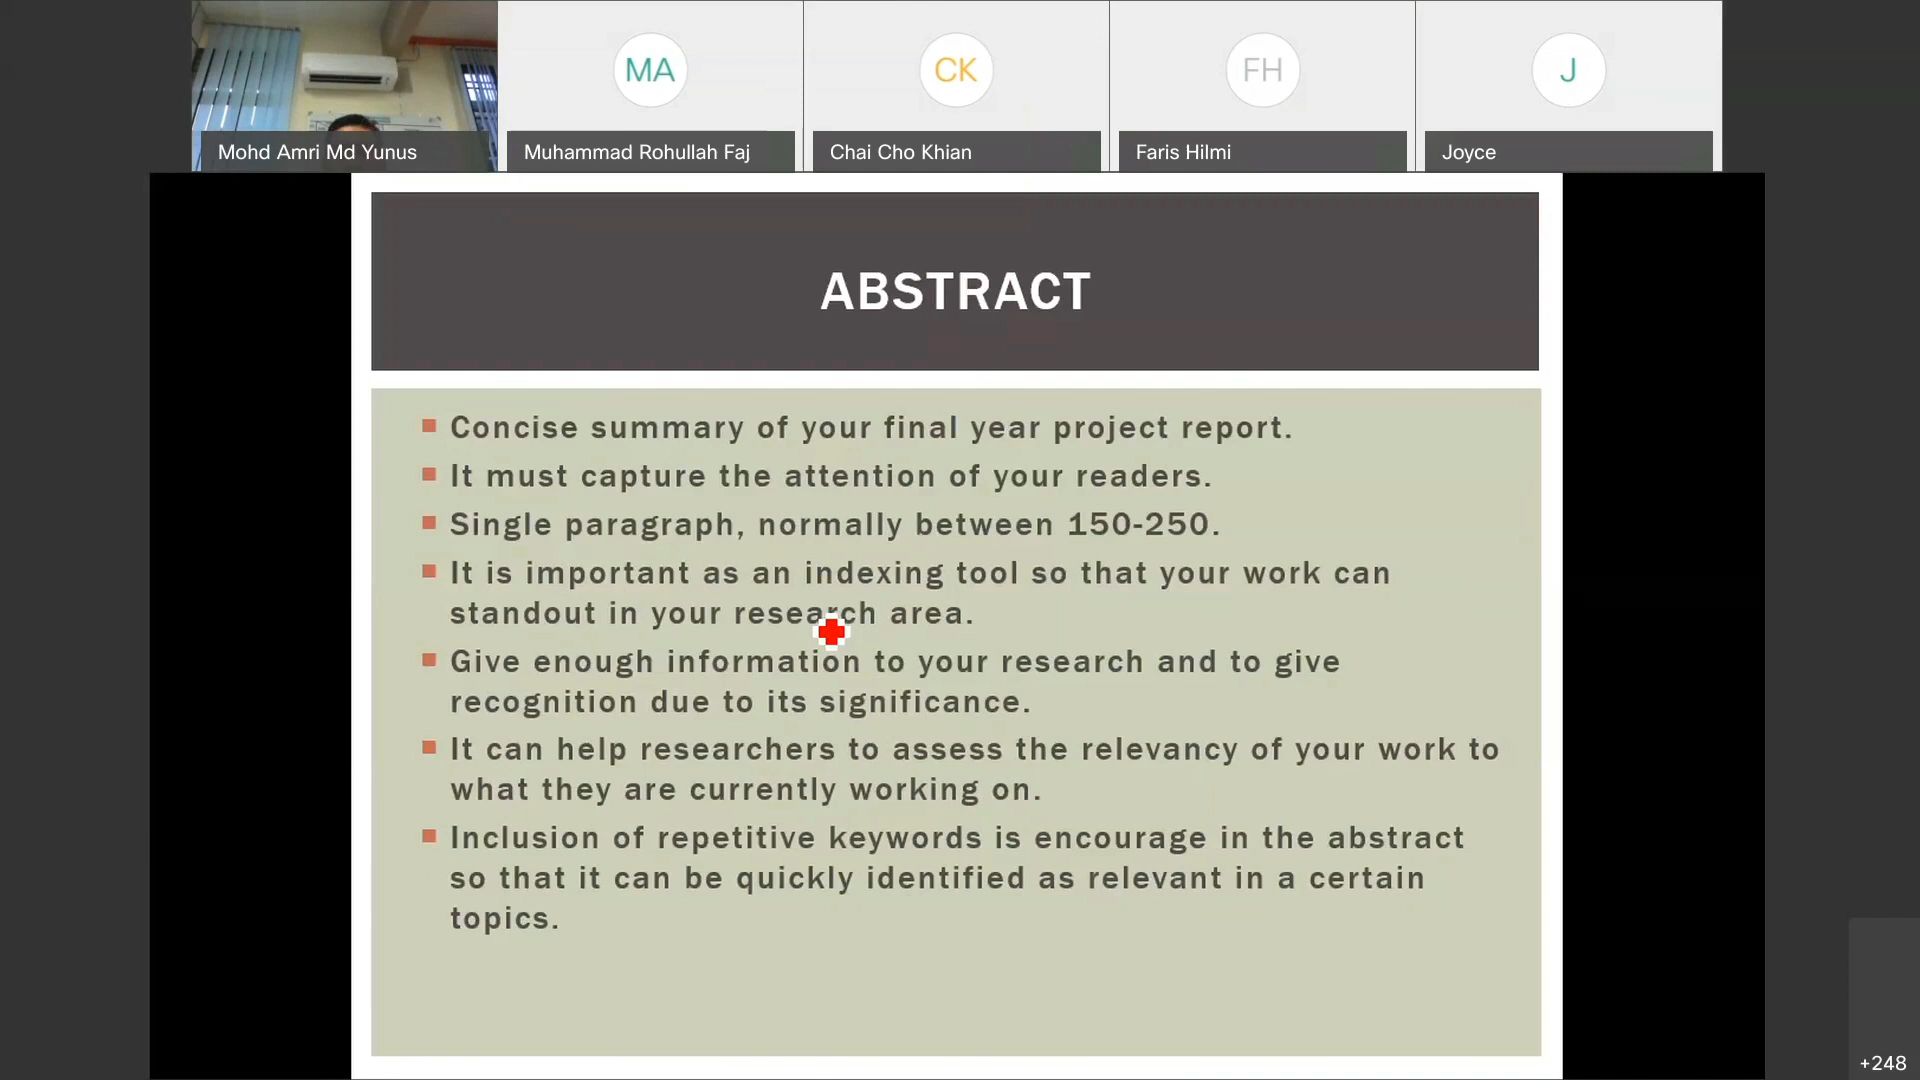 MA
CK
FH
J
Mohd Amri Md Yunus
Muhammad Rohullah Faj
Chai Cho Khian
Faris Hilmi
Joyce
ABSTRACT
Concise summary of your final year project report.
It must capture the attention of your readers.
Single paragraph, normally between 150-250.
It is important as an indexing tool so that your work can
standout in your research area.
Give enough information to your research and to give
recognition due to its significance.
It can help researchers to assess the relevancy of your work to
what they are currently working on.
Inclusion of repetitive keywords is encourage in the abstract
so that it can be quickly identified as relevant in a certain
topics.
+248